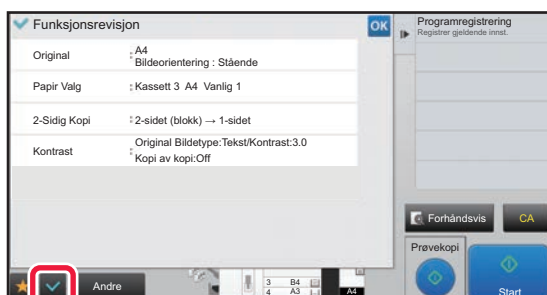 Funksjonsrevisjon
OK
Original : A4
Bildeorientering : Stående
Papir Valg : Kassett 3 A4 Vanlig 1
2-Sidig Kopi : 2-sidet (blokk) → 1-sidet
Kontrast : Original Bildetype:Tekst/Kontrast:3.0
Kopi av kopi:Off
Andre
3 B4
4 A3
A4
Programregistrering
Registrer gjeldende innst.
Forhåndsvis
CA
Prøvekopi
Start